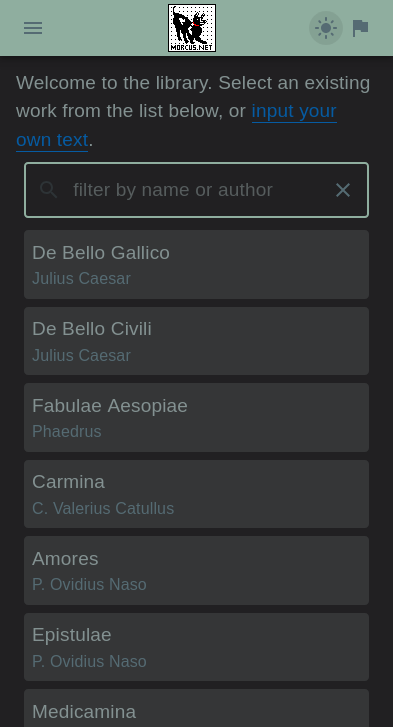 MORCUS.NET
Welcome to the library. Select an existing
work from the list below, or input your
own text.
filter by name or author
De Bello Gallico
Julius Caesar
De Bello Civili
Julius Caesar
Fabulae Aesopiae
Phaedrus
Carmina
C. Valerius Catullus
Amores
P. Ovidius Naso
Epistulae
P. Ovidius Naso
Medicamina